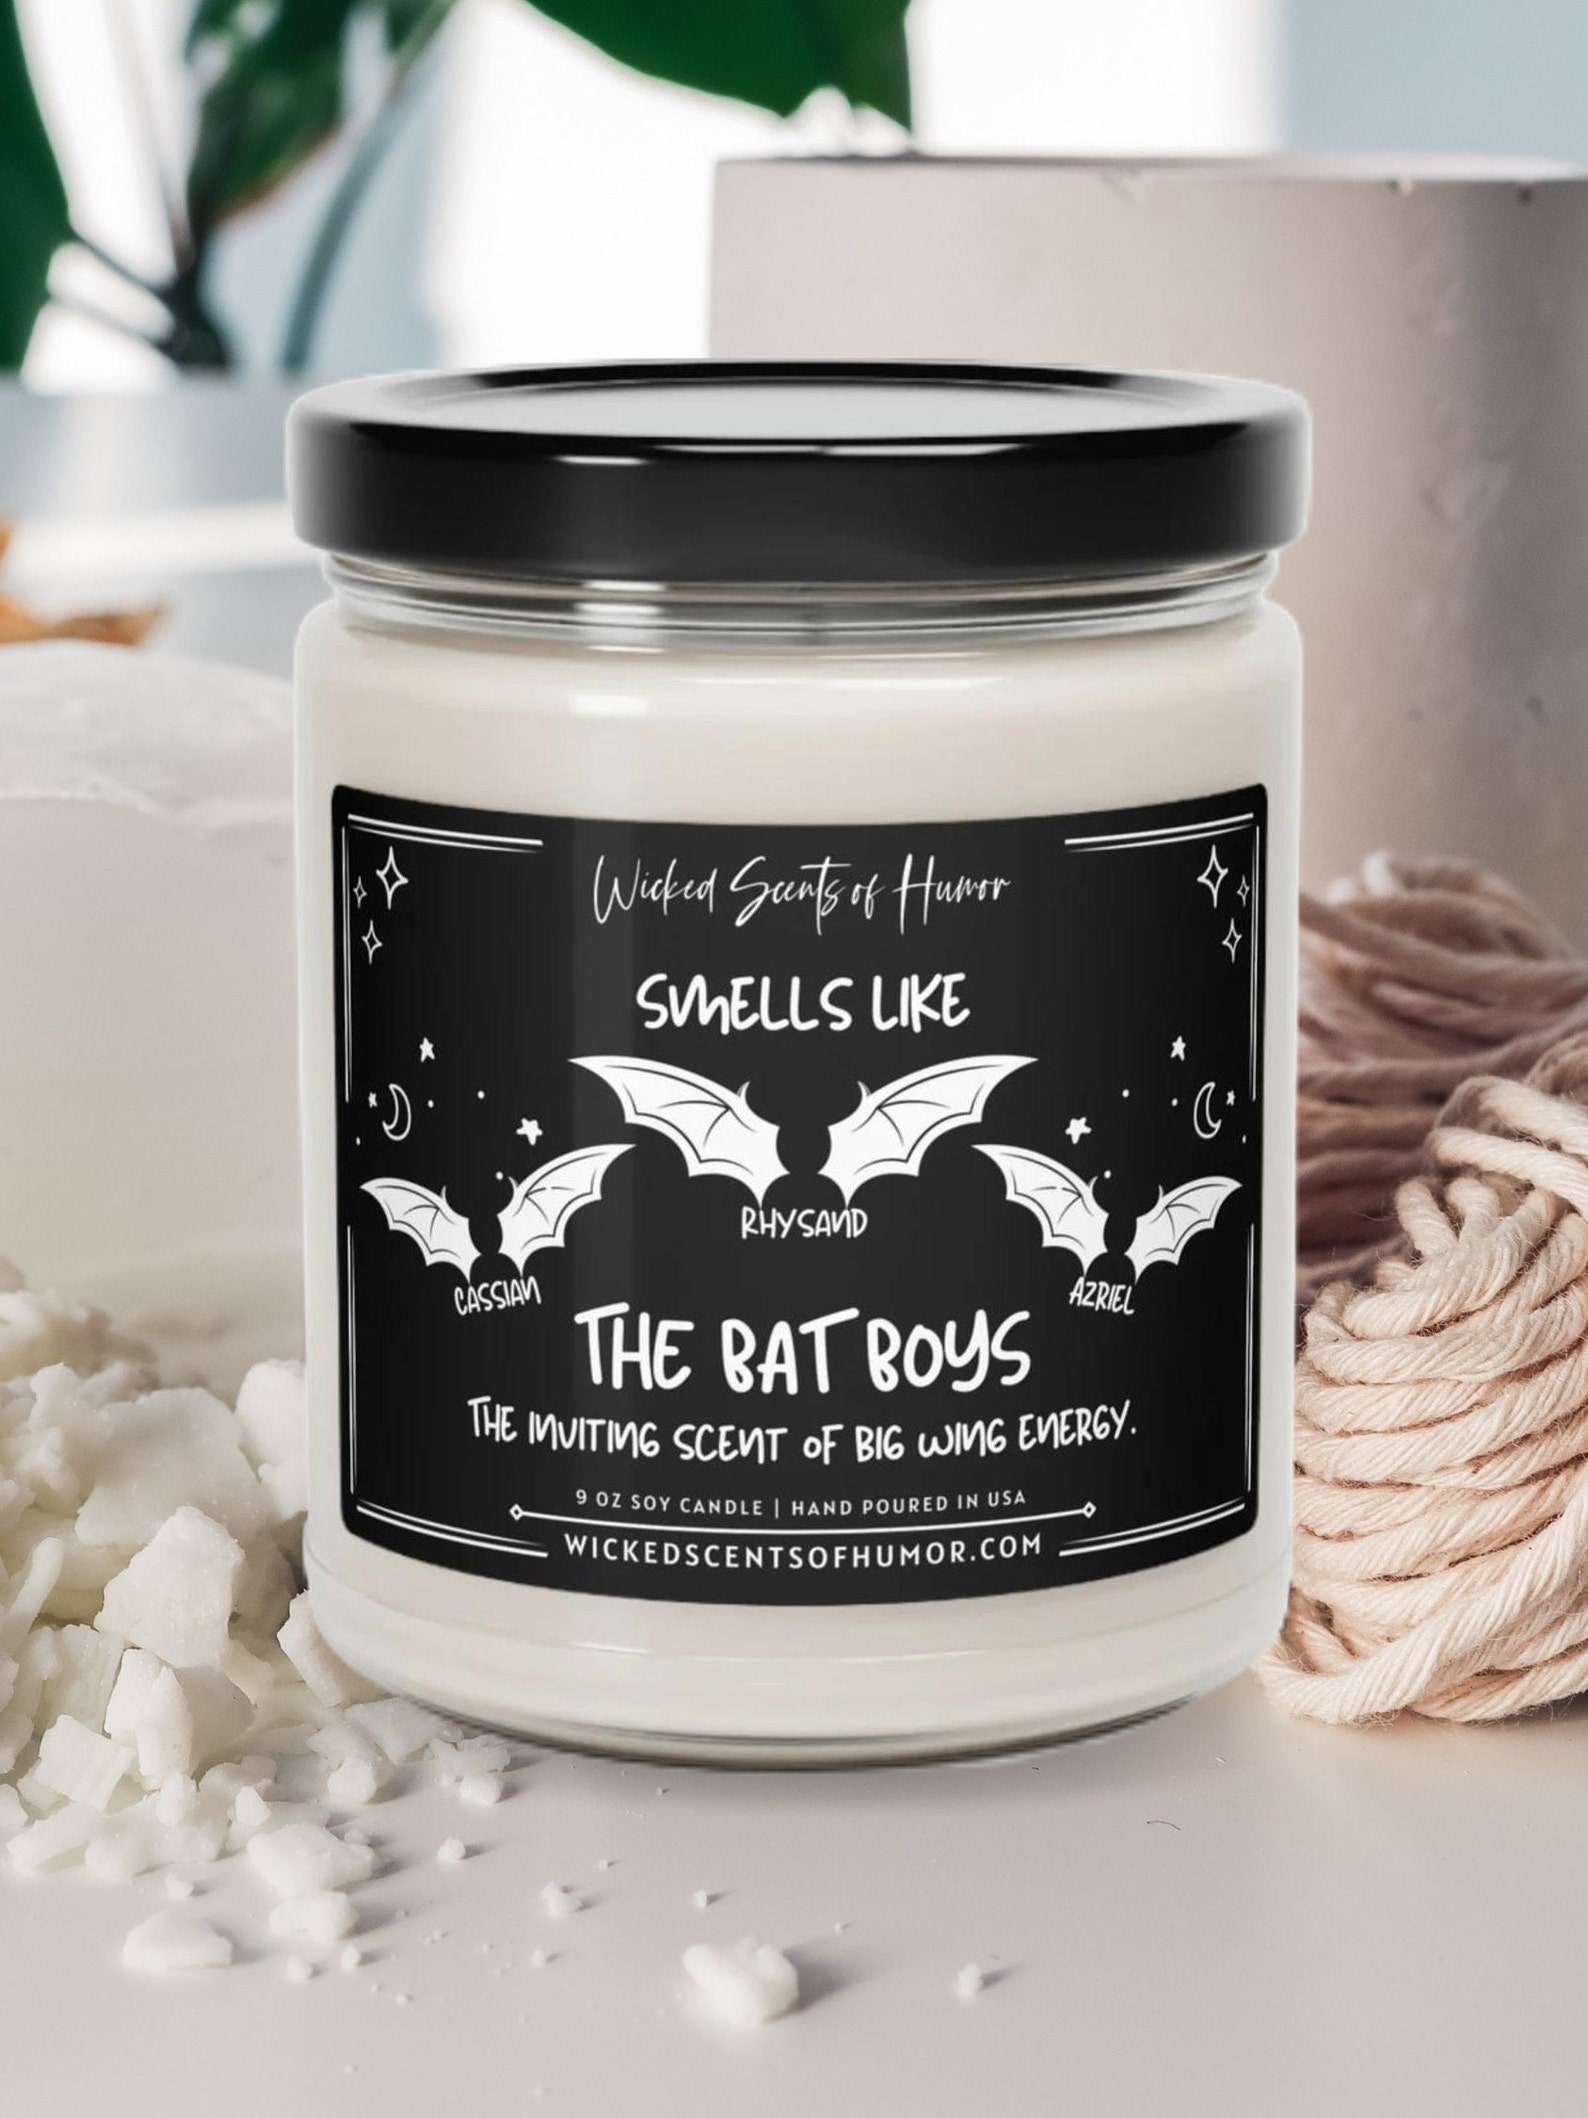 Wicked Scents of Humor
SMELLS LIKE
RHYSAND
CASSIAN
AZRIEL
THE BAT BOYS
THE INVITING SCENT OF BIG WING ENERGY.
9 OZ SOY CANDLE | HAND POURED IN USA
WICKEDSCENTSOFHUMOR.COM